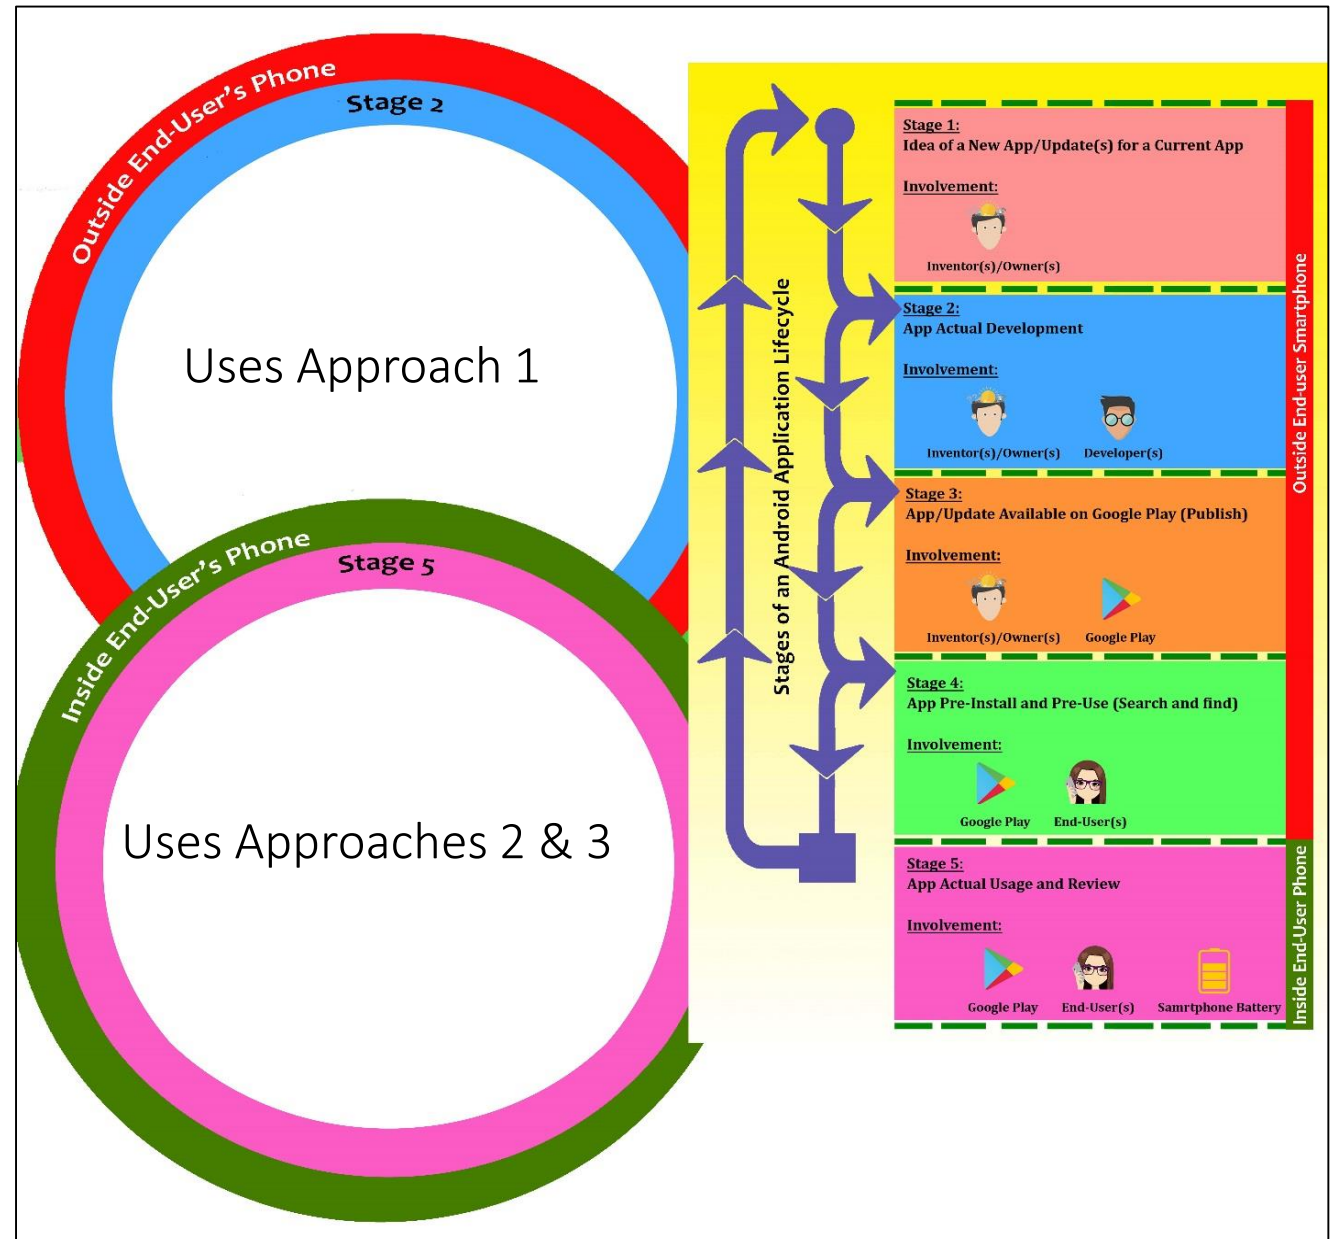 Outside End-User's Phone
Stage 2
Uses Approach 1
Inside End-User's Phone
Stage 5
Uses Approaches 2 & 3
Stages of an Android Application Lifecycle
Stage 1:
Idea of a New App/Update(s) for a Current App
Involvement:
Inventor(s)/Owner(s)
Stage 2:
App Actual Development
Involvement:
Inventor(s)/Owner(s) Developer(s)
Stage 3:
App/Update Available on Google Play (Publish)
Involvement:
Inventor(s)/Owner(s) Google Play
Stage 4:
App Pre-Install and Pre-Use (Search and find)
Involvement:
Google Play End-User(s)
Stage 5:
App Actual Usage and Review
Involvement:
Google Play End-User(s) Samrtphone Battery
Outside End-user Smartphone
Inside End-User Phone